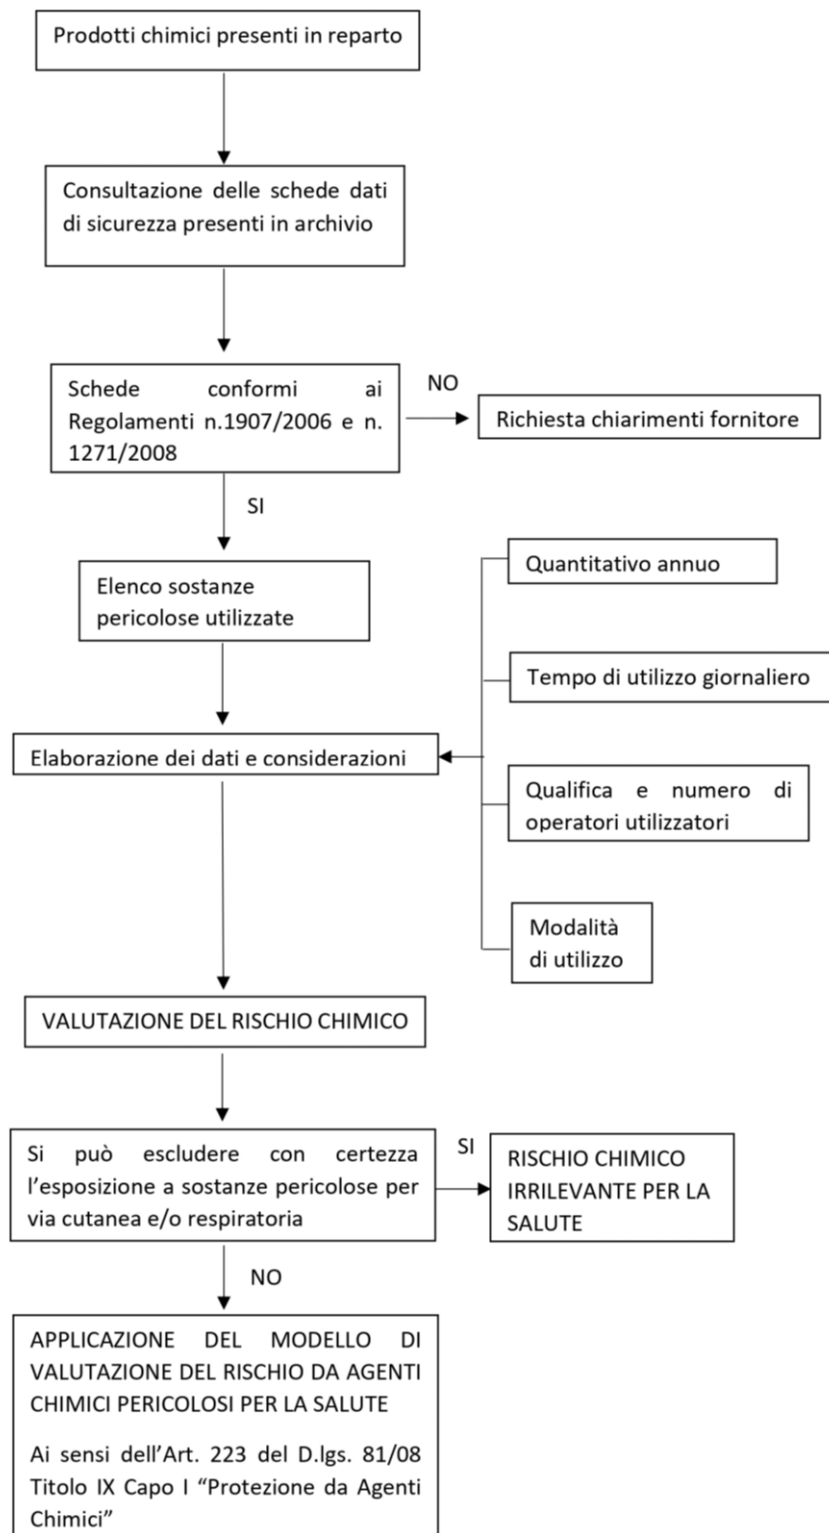 Prodotti chimici presenti in reparto
Consultazione delle schede dati
di sicurezza presenti in archivio
Schede conformi ai
Regolamenti n.1907/2006 e n.
1271/2008
NO
Richiesta chiarimenti fornitore
SI
Elenco sostanze
pericolose utilizzate
Quantitativo annuo
Tempo di utilizzo giornaliero
Elaborazione dei dati e considerazioni
Qualifica e numero di
operatori utilizzatori
Modalità
di utilizzo
VALUTAZIONE DEL RISCHIO CHIMICO
Si può escludere con certezza
l’esposizione a sostanze pericolose per
via cutanea e/o respiratoria
SI
RISCHIO CHIMICO
IRRILEVANTE PER LA
SALUTE
NO
APPLICAZIONE DEL MODELLO DI
VALUTAZIONE DEL RISCHIO DA AGENTI
CHIMICI PERICOLOSI PER LA SALUTE
Ai sensi dell’Art. 223 del D.lgs. 81/08
Titolo IX Capo I “Protezione da Agenti
Chimici”